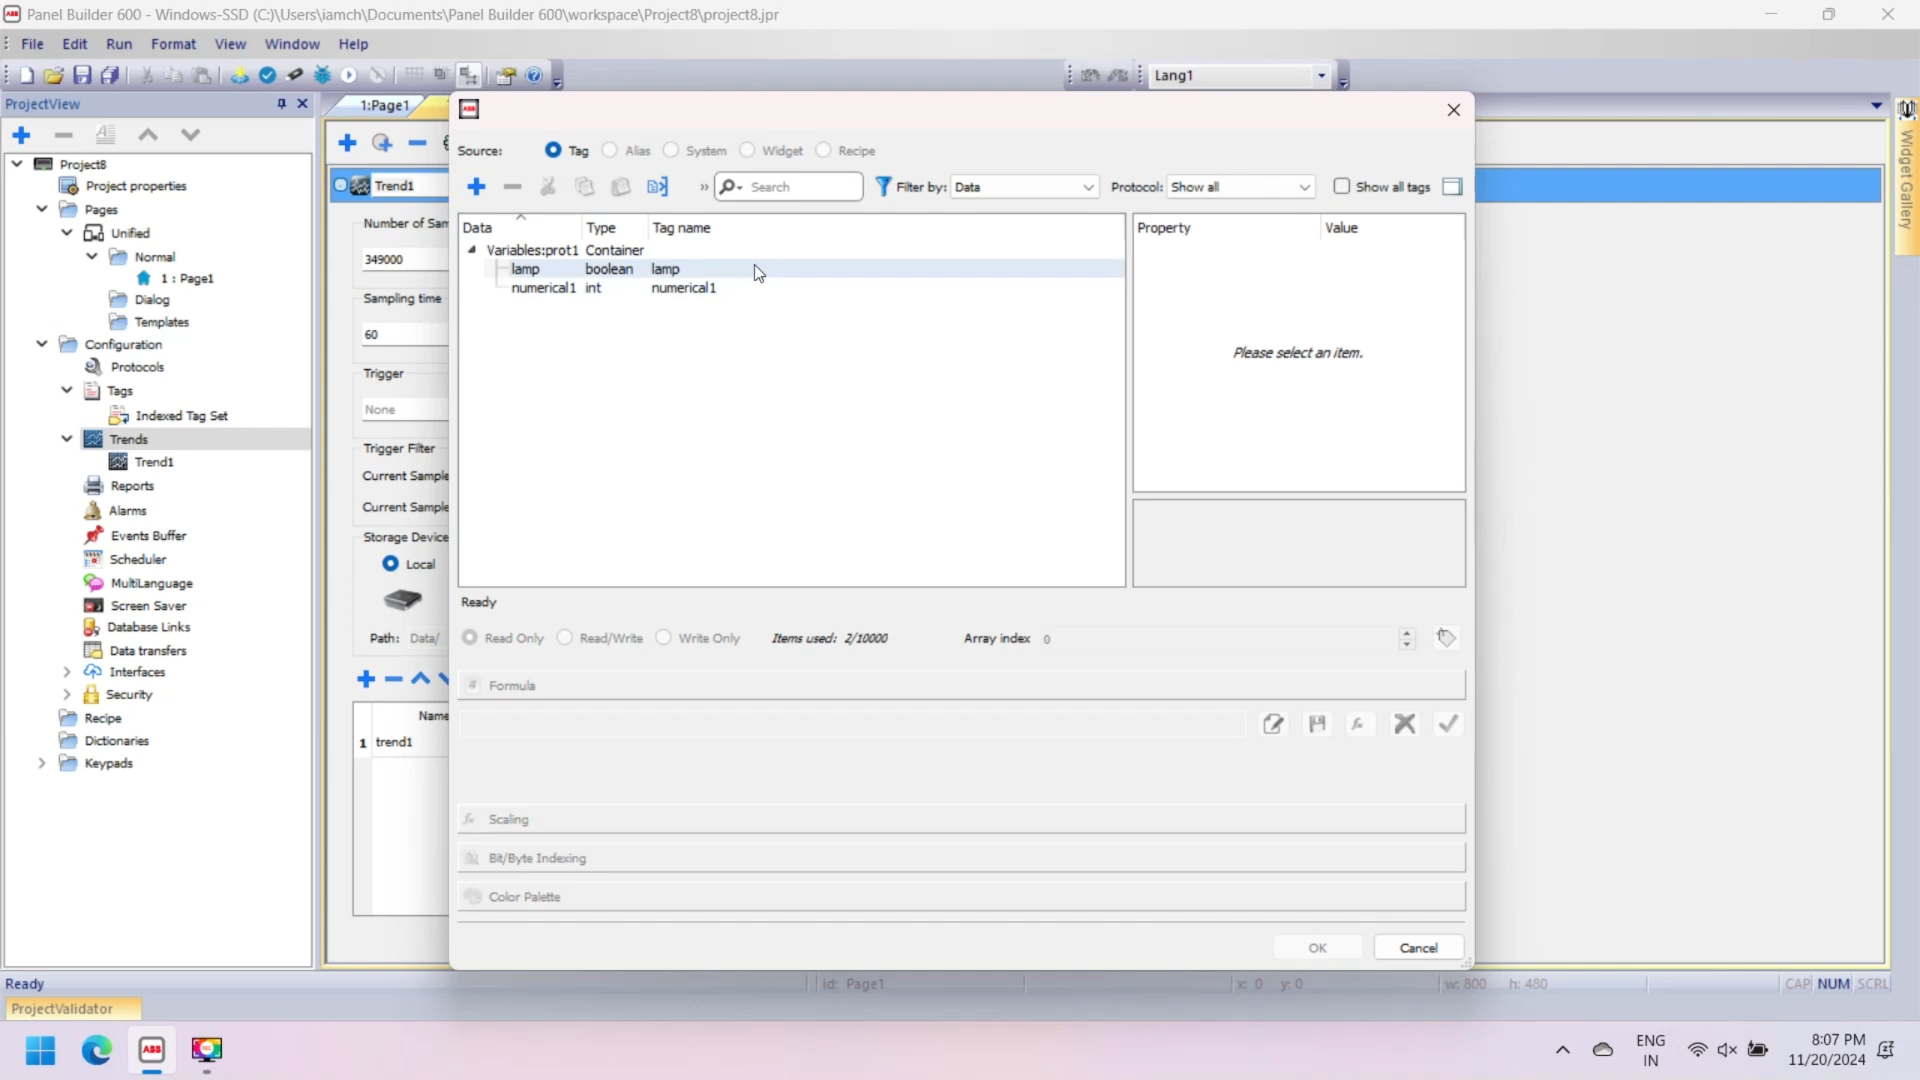 Panel Builder 600 - Windows-SSD (C:)\Users\iamch\Documents\Panel Builder 600\workspace\Project8\project8.jpr
File Edit Run Format View Window Help
Lang1
ProjectView
1:Page1
Project8
Project properties
Pages
Unified
Normal
1 : Page1
Dialog
Templates
Configuration
Protocols
Tags
Indexed Tag Set
Trends
Trend1
Reports
Alarms
Events Buffer
Scheduler
MultiLanguage
Screen Saver
Database Links
Data transfers
Interfaces
Security
Recipe
Dictionaries
Keypads
Trend1
Number of Sam
349000
Sampling time
60
Trigger
None
Trigger Filter
Current Sample
Current Sample
Storage Device
Local
Path: Data/
Name
1 trend1
ABB
Source: Tag Alias System Widget Recipe
» Search Filter by: Data Protocol: Show all Show all tags
Data Type Tag name
Variables:prot1 Container
lamp boolean lamp
numerical1 int numerical1
Property Value
Please select an item.
Ready
Read Only Read/Write Write Only Items used: 2/10000 Array index 0
Formula
Scaling
Bit/Byte Indexing
Color Palette
OK Cancel
Widget Gallery
Ready id: Page1 x: 0 y: 0 w: 800 h: 480 CAP NUM SCRL
ProjectValidator
ABB
ENG
IN
8:07 PM
11/20/2024